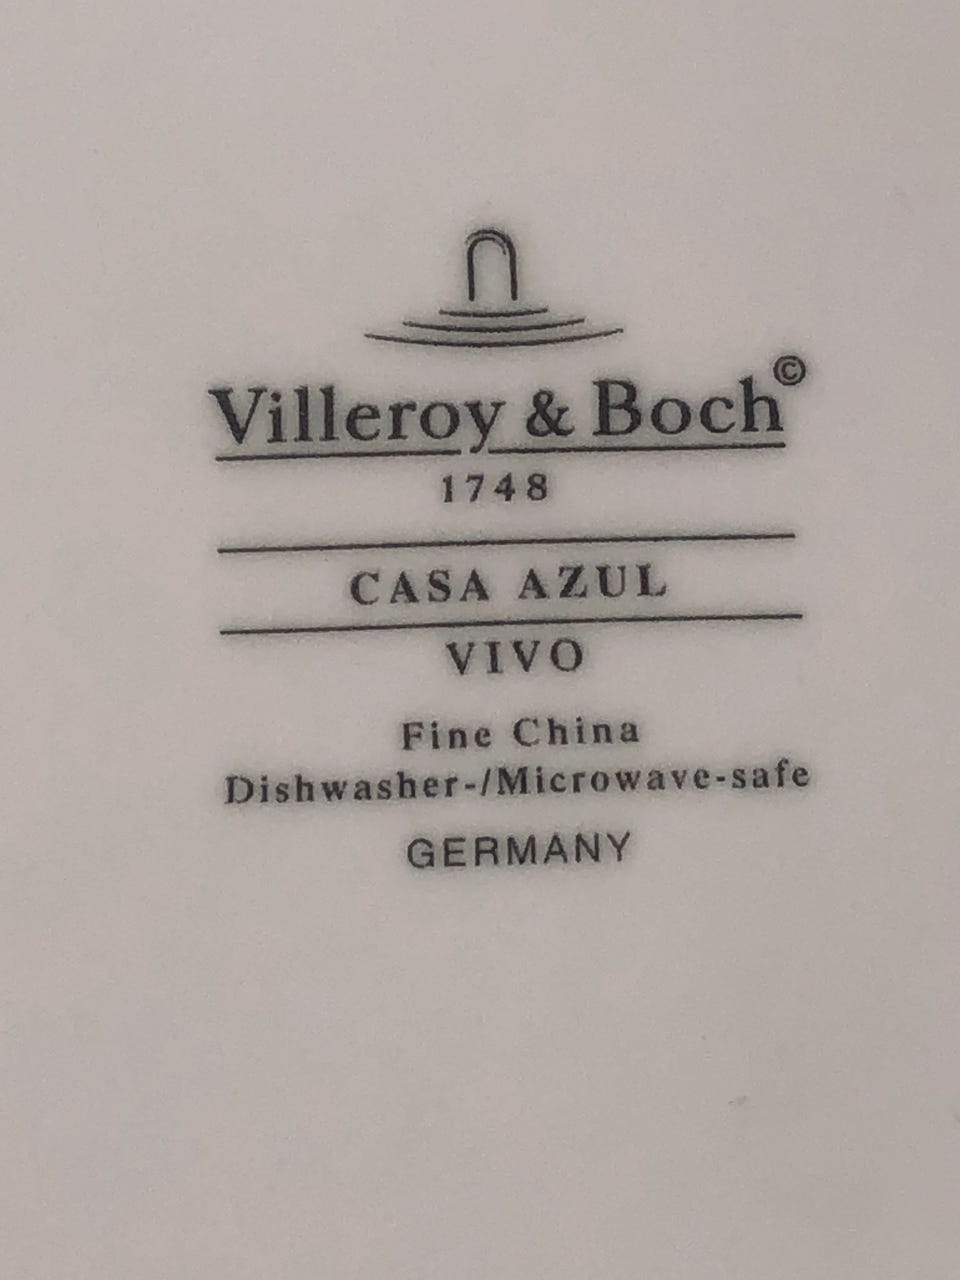 Villeroy & Boch©
1748
CASA AZUL
VIVO
Fine China
Dishwasher-/Microwave-safe
GERMANY